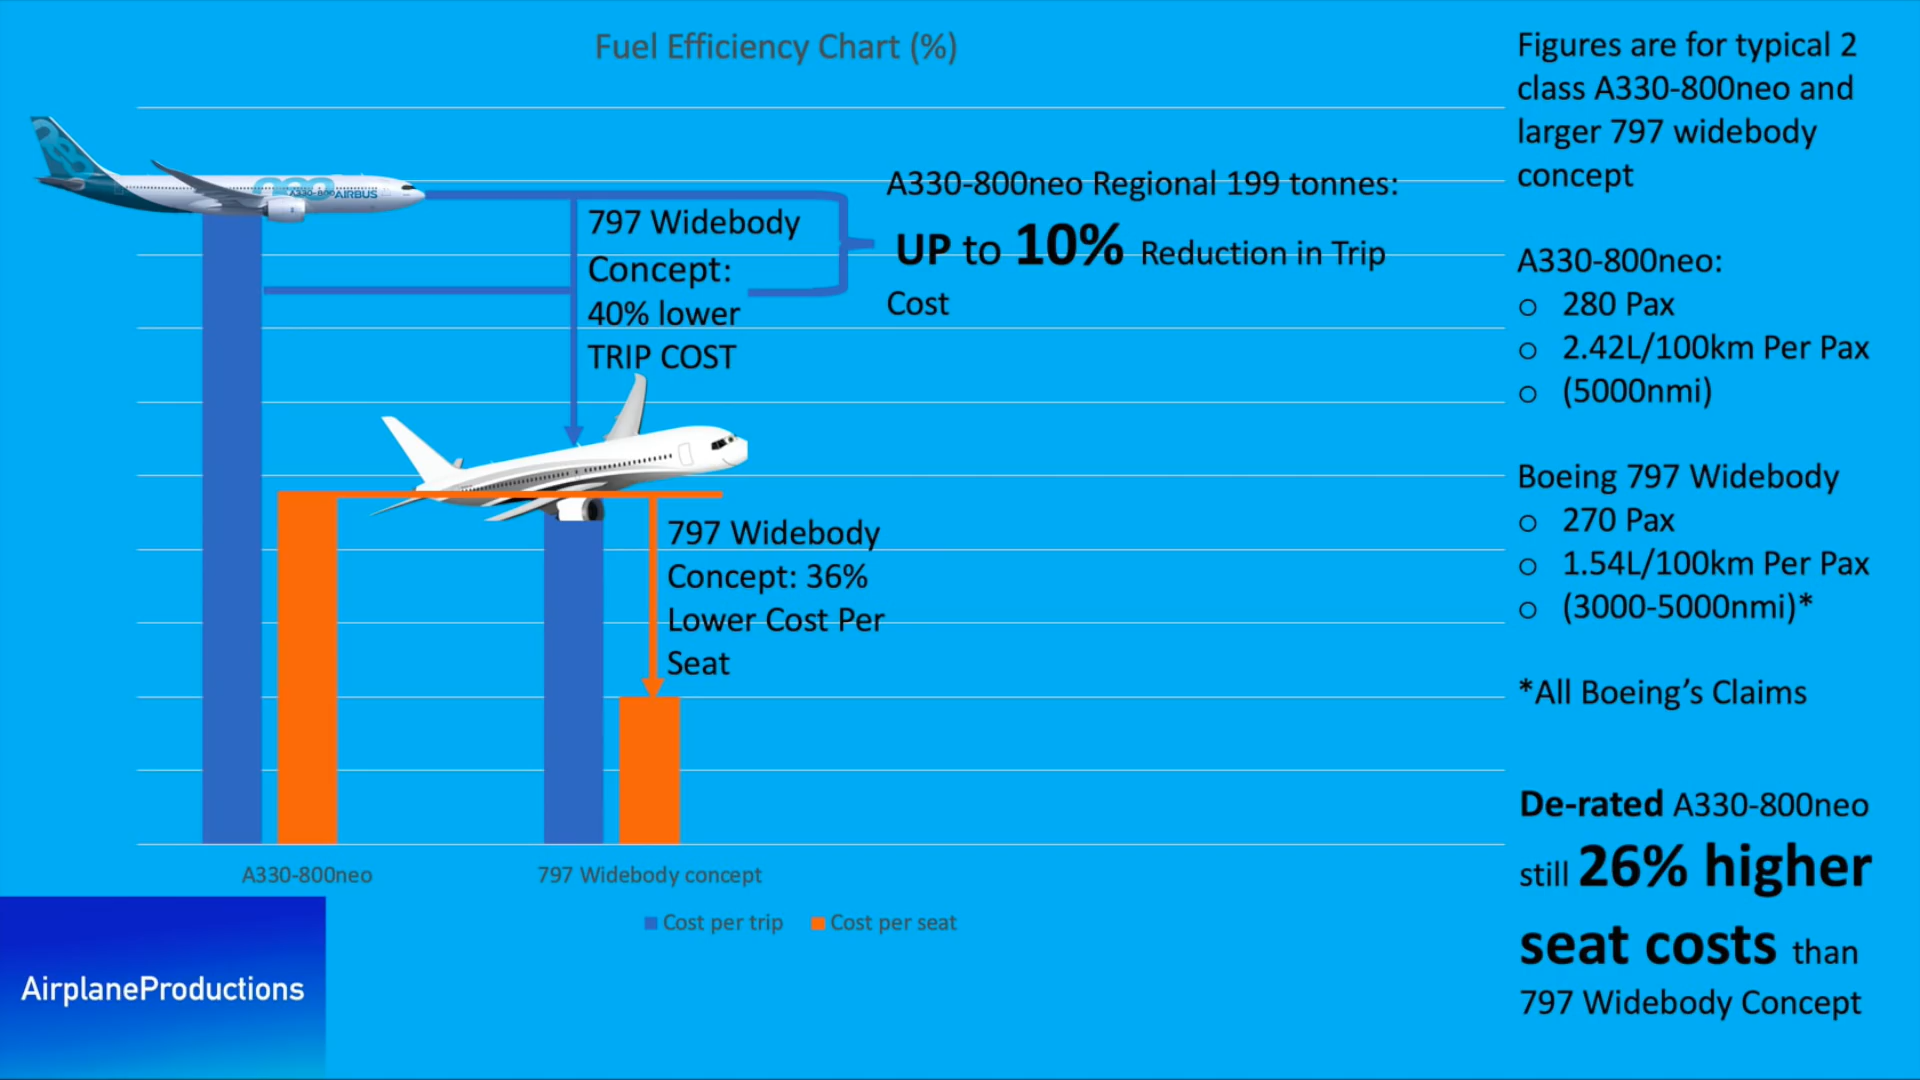 Fuel Efficiency Chart (%)
A330-800 AIRBUS
797 Widebody
Concept:
40% lower
TRIP COST
A330-800neo Regional 199 tonnes:
UP to 10% Reduction in Trip
Cost
797 Widebody
Concept: 36%
Lower Cost Per
Seat
A330-800neo
797 Widebody concept
Cost per trip
Cost per seat
AirplaneProductions
Figures are for typical 2
class A330-800neo and
larger 797 widebody
concept
A330-800neo:
o 280 Pax
o 2.42L/100km Per Pax
o (5000nmi)
Boeing 797 Widebody
o 270 Pax
o 1.54L/100km Per Pax
o (3000-5000nmi)*
*All Boeing’s Claims
De-rated A330-800neo
still 26% higher
seat costs than
797 Widebody Concept